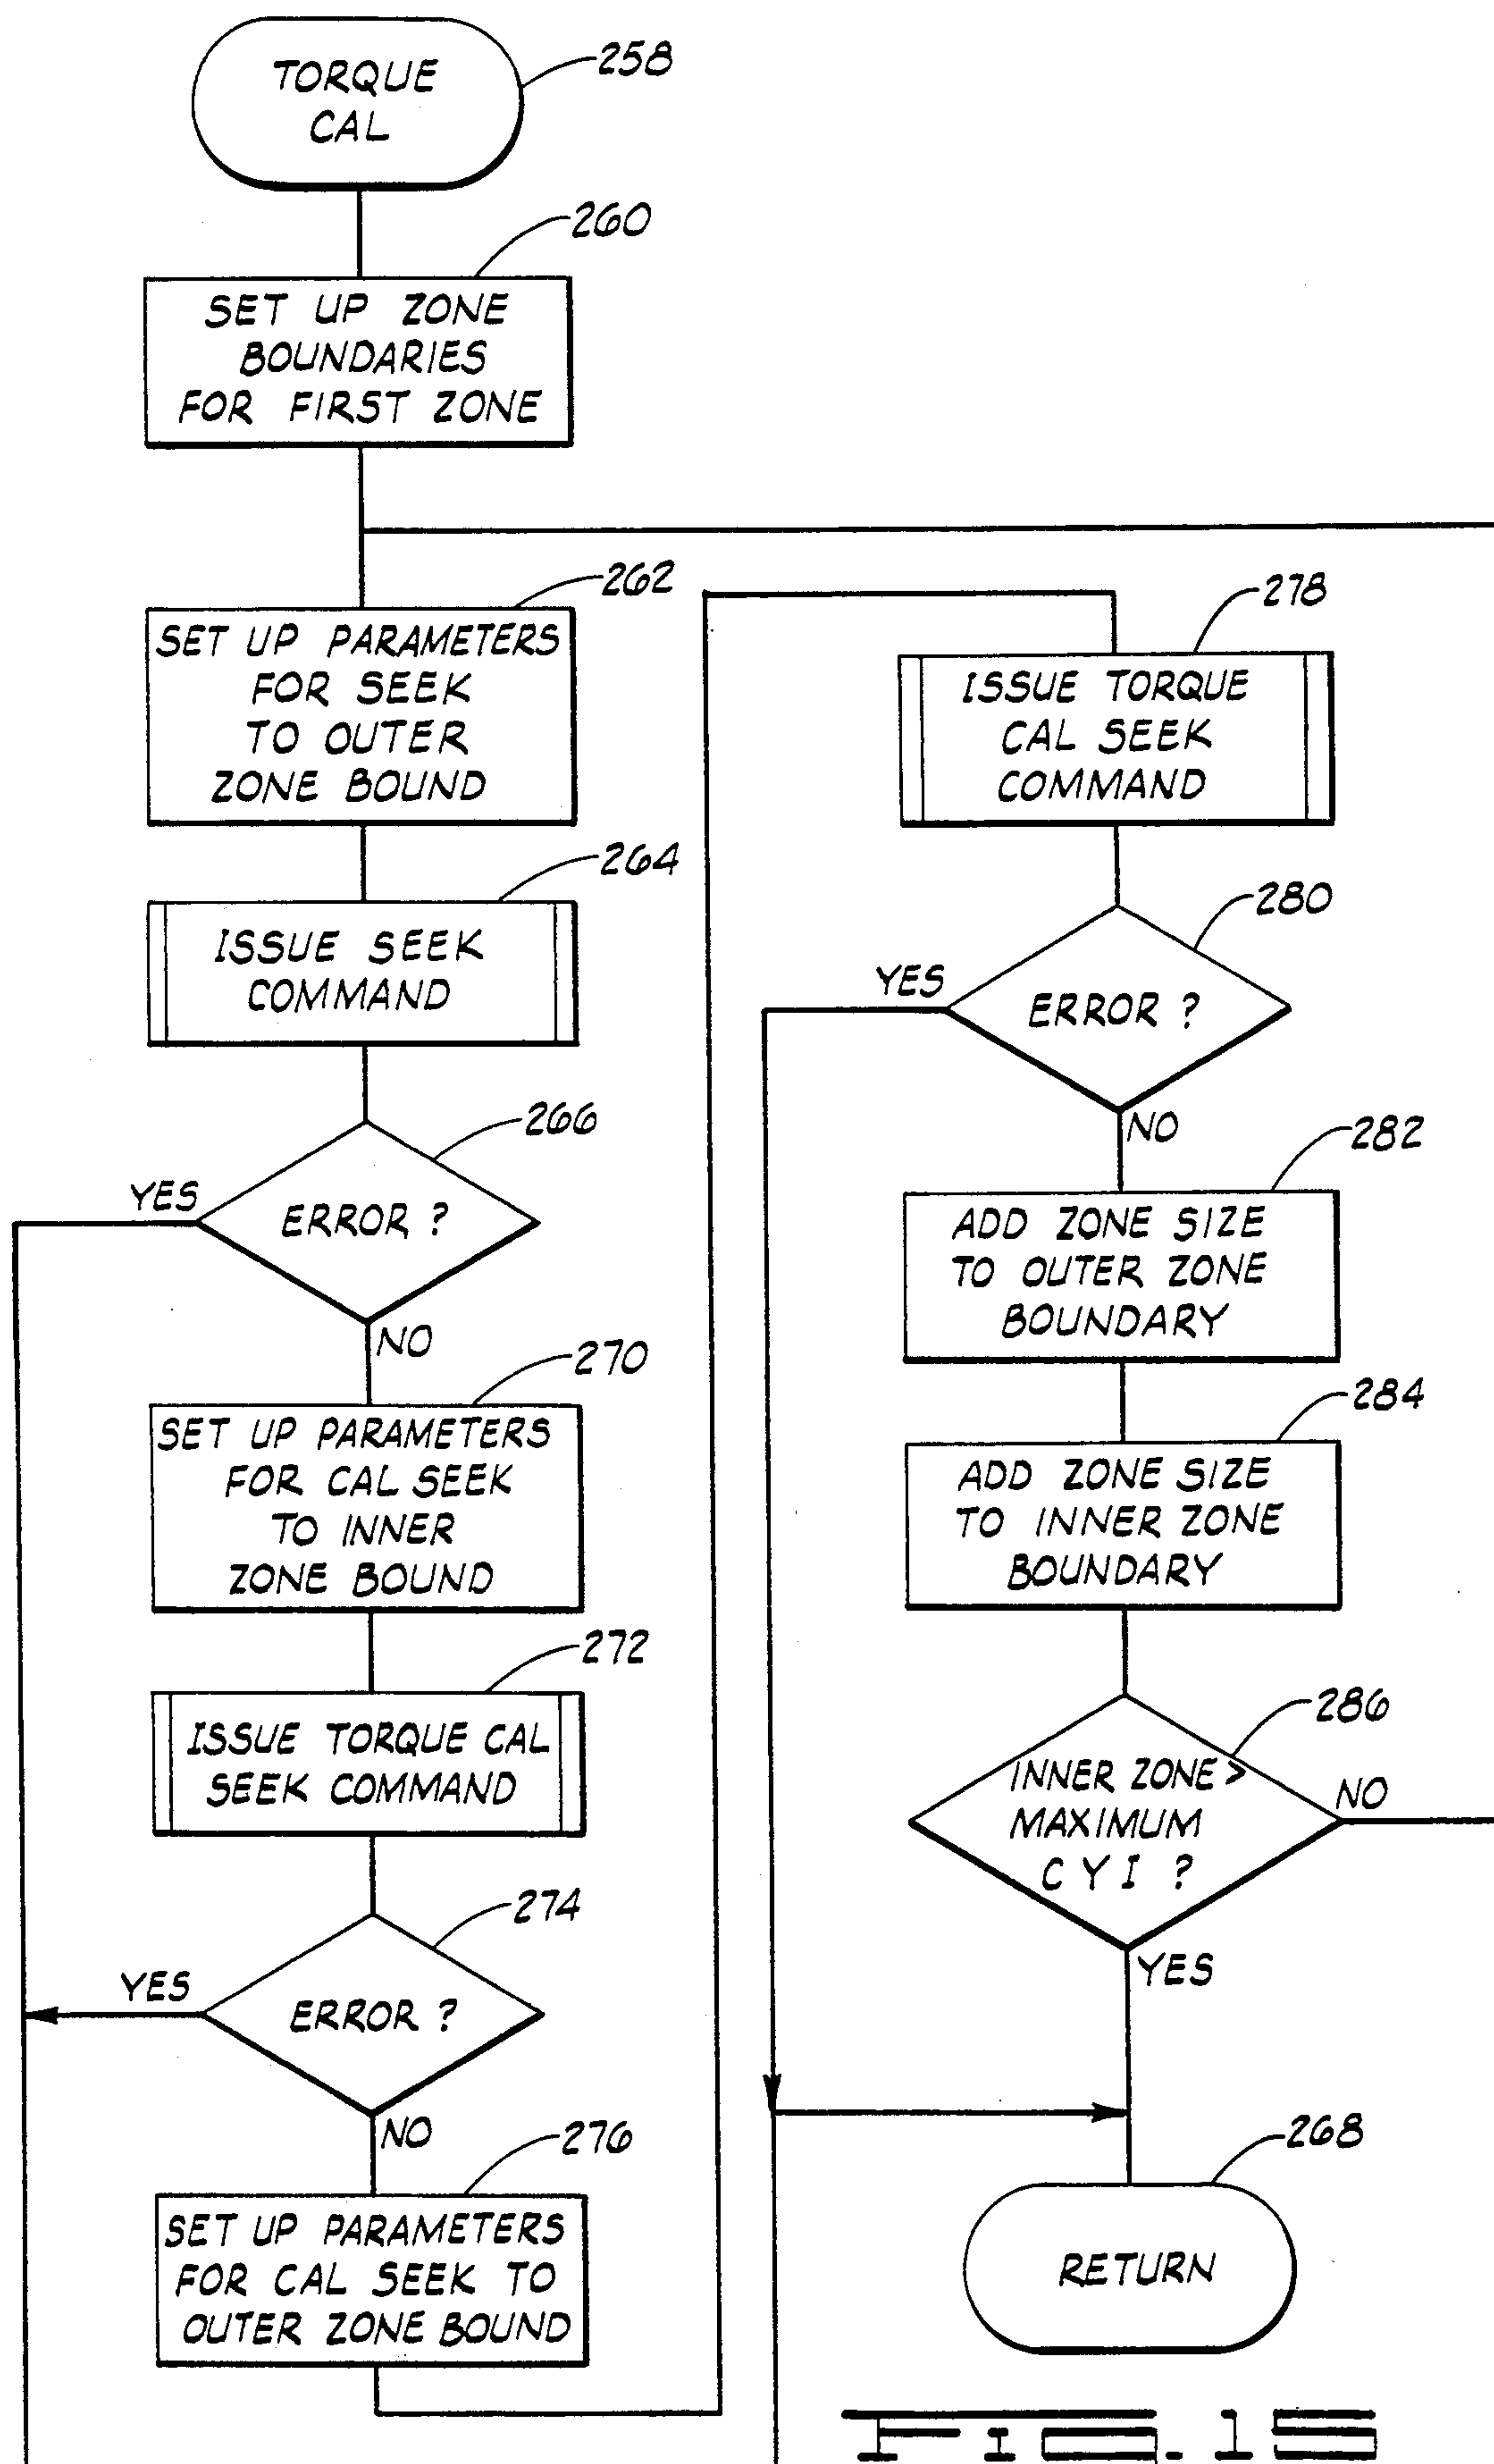 TORQUE
CAL
258
260
SET UP ZONE
BOUNDARIES
FOR FIRST ZONE
262
SET UP PARAMETERS
FOR SEEK
TO OUTER
ZONE BOUND
264
ISSUE SEEK
COMMAND
266
YES
ERROR ?
NO
270
SET UP PARAMETERS
FOR CAL SEEK
TO INNER
ZONE BOUND
272
ISSUE TORQUE CAL
SEEK COMMAND
274
YES
ERROR ?
NO
276
SET UP PARAMETERS
FOR CAL SEEK TO
OUTER ZONE BOUND
278
ISSUE TORQUE
CAL SEEK
COMMAND
280
YES
ERROR ?
NO
282
ADD ZONE SIZE
TO OUTER ZONE
BOUNDARY
284
ADD ZONE SIZE
TO INNER ZONE
BOUNDARY
286
INNER ZONE >
MAXIMUM
C Y I ?
NO
YES
268
RETURN
FIG.